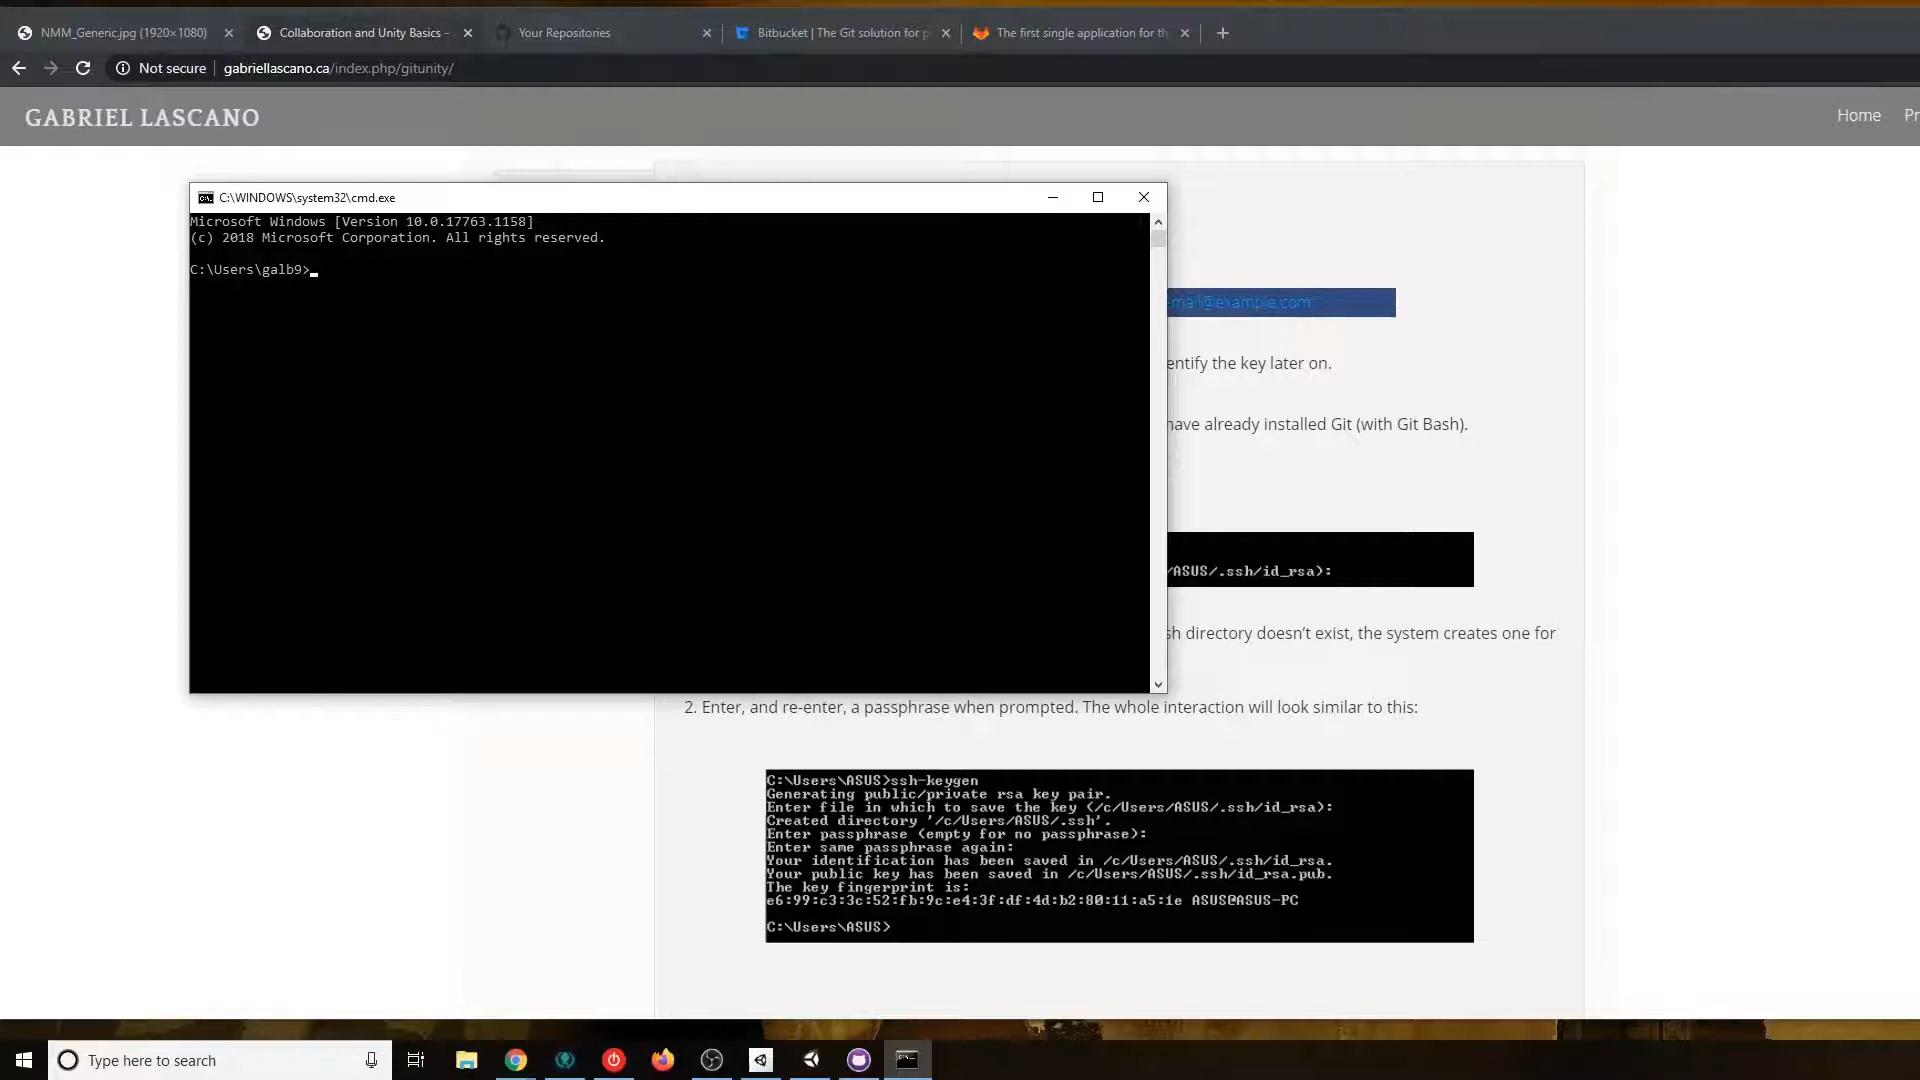 NMM_Generic.jpg (1920×1080)
Collaboration and Unity Basics –
Your Repositories
Bitbucket | The Git solution for p
The first single application for th
Not secure
gabriellascano.ca/index.php/gitunity/
GABRIEL LASCANO
Home
Pr
C:\WINDOWS\system32\cmd.exe
Microsoft Windows [Version 10.0.17763.1158]
(c) 2018 Microsoft Corporation. All rights reserved.
C:\Users\galb9>
mail@example.com
entify the key later on.
have already installed Git (with Git Bash).
/ASUS/.ssh/id_rsa):
sh directory doesn’t exist, the system creates one for
2. Enter, and re-enter, a passphrase when prompted. The whole interaction will look similar to this:
C:\Users\ASUS>ssh-keygen
Generating public/private rsa key pair.
Enter file in which to save the key (/c/Users/ASUS/.ssh/id_rsa):
Created directory '/c/Users/ASUS/.ssh'.
Enter passphrase (empty for no passphrase):
Enter same passphrase again:
Your identification has been saved in /c/Users/ASUS/.ssh/id_rsa.
Your public key has been saved in /c/Users/ASUS/.ssh/id_rsa.pub.
The key fingerprint is:
e6:99:c3:3c:52:fb:9c:e4:3f:df:4d:b2:80:11:a5:1e ASUS@ASUS-PC
C:\Users\ASUS>
Type here to search